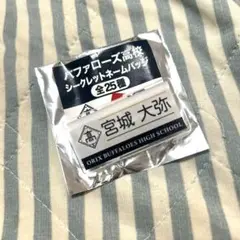 バファローズ高校
シークレットネームバッジ
全25種
高 宮城 大弥
ORIX BUFFALOES HIGH SCHOOL